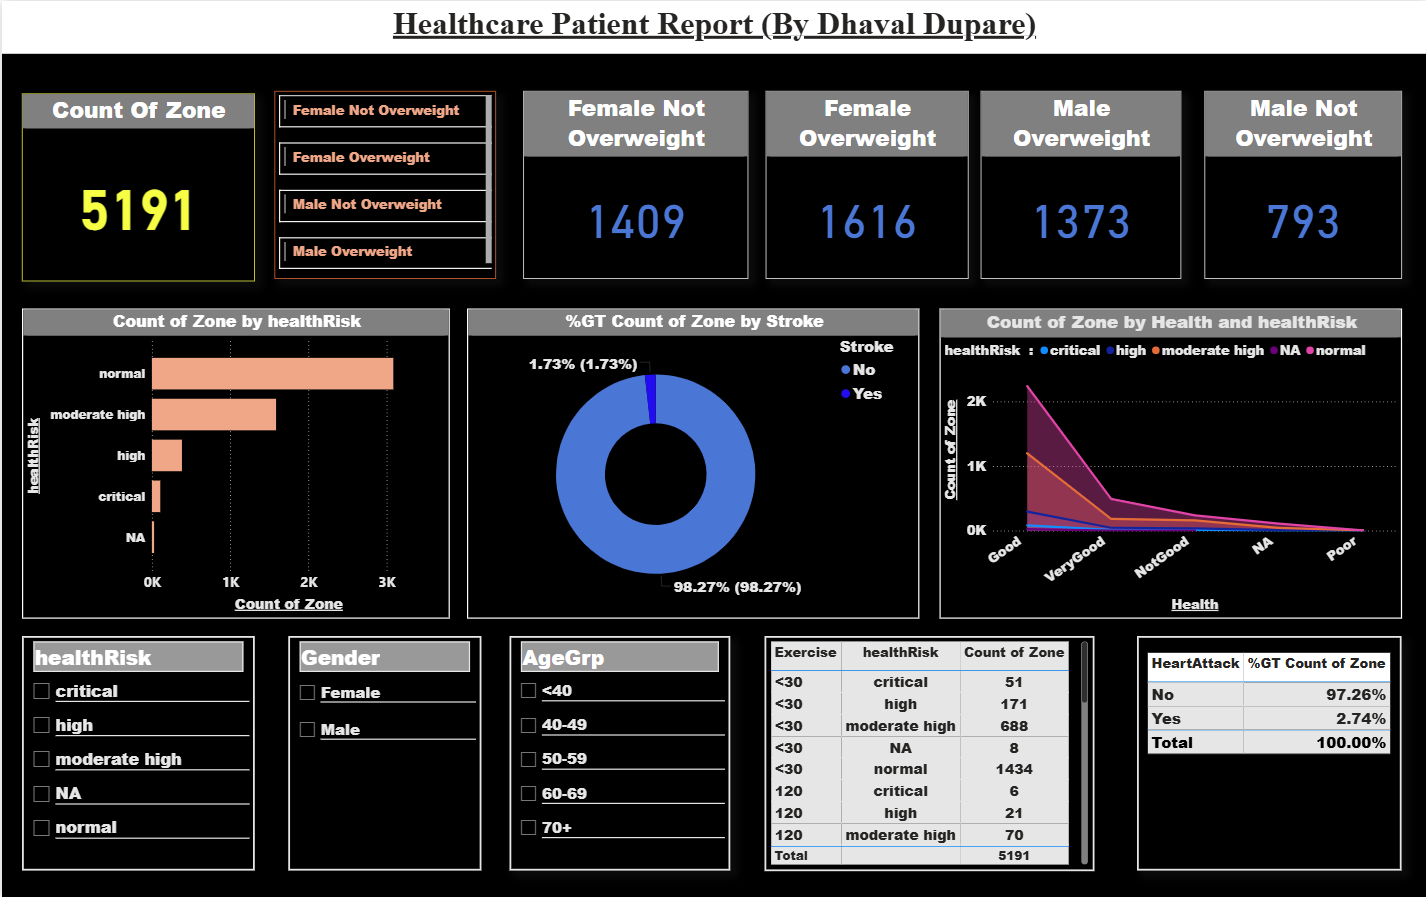 Healthcare Patient Report (By Dhaval Dupare)
Count Of Zone
5191
Female Not Overweight
Female Overweight
Male Not Overweight
Male Overweight
Female Not
Overweight
1409
Female
Overweight
1616
Male
Overweight
1373
Male Not
Overweight
793
Count of Zone by healthRisk
healthRisk
normal
moderate high
high
critical
NA
0K 1K 2K 3K
Count of Zone
%GT Count of Zone by Stroke
Stroke
No
Yes
1.73% (1.73%)
98.27% (98.27%)
Count of Zone by Health and healthRisk
healthRisk : critical high moderate high NA normal
Count of Zone
2K
1K
0K
Good VeryGood NotGood NA Poor
Health
healthRisk
critical
high
moderate high
NA
normal
Gender
Female
Male
AgeGrp
<40
40-49
50-59
60-69
70+
Exercise healthRisk Count of Zone
<30 critical 51
<30 high 171
<30 moderate high 688
<30 NA 8
<30 normal 1434
120 critical 6
120 high 21
120 moderate high 70
Total 5191
HeartAttack %GT Count of Zone
No 97.26%
Yes 2.74%
Total 100.00%